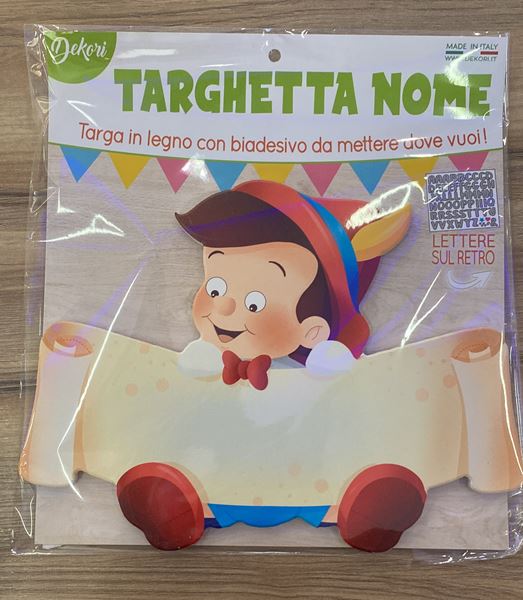 Dekori
MADE IN ITALY
WWW.DEKORI.IT
TARGHETTA NOME
Targa in legno con biadesivo da mettere dove vuoi!
LETTERE
SUL RETRO